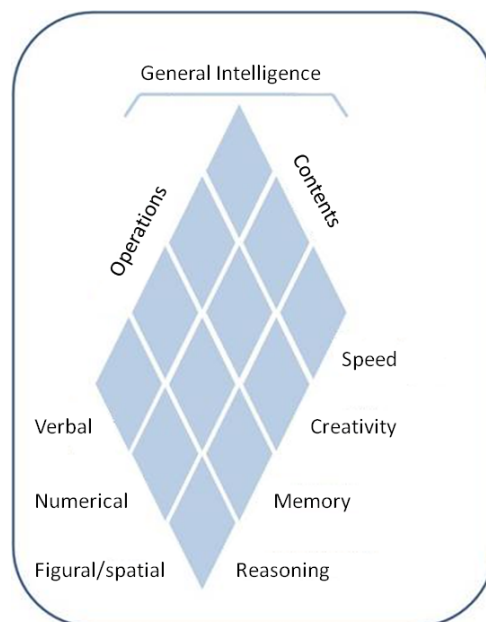 General Intelligence
Operations
Contents
Speed
Verbal
Creativity
Numerical
Memory
Figural/spatial
Reasoning